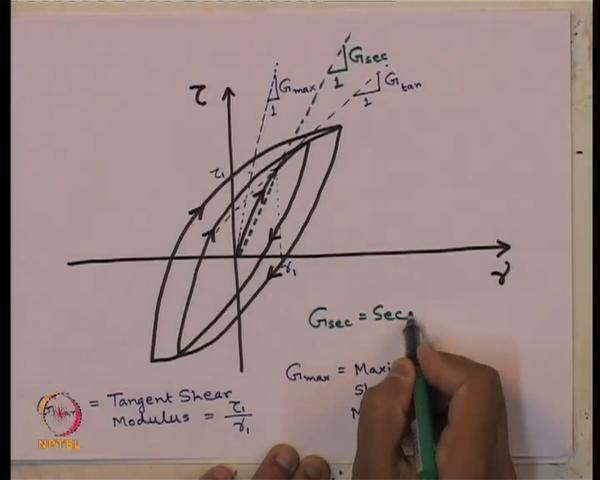 τ
Gmax
1
Gsec
1
Gtan
1
τ1
γ1
γ
Gsec = Sec
Gmax = Maxi
= Tangent Shear
Modulus = τ1
γ1
NPTEL